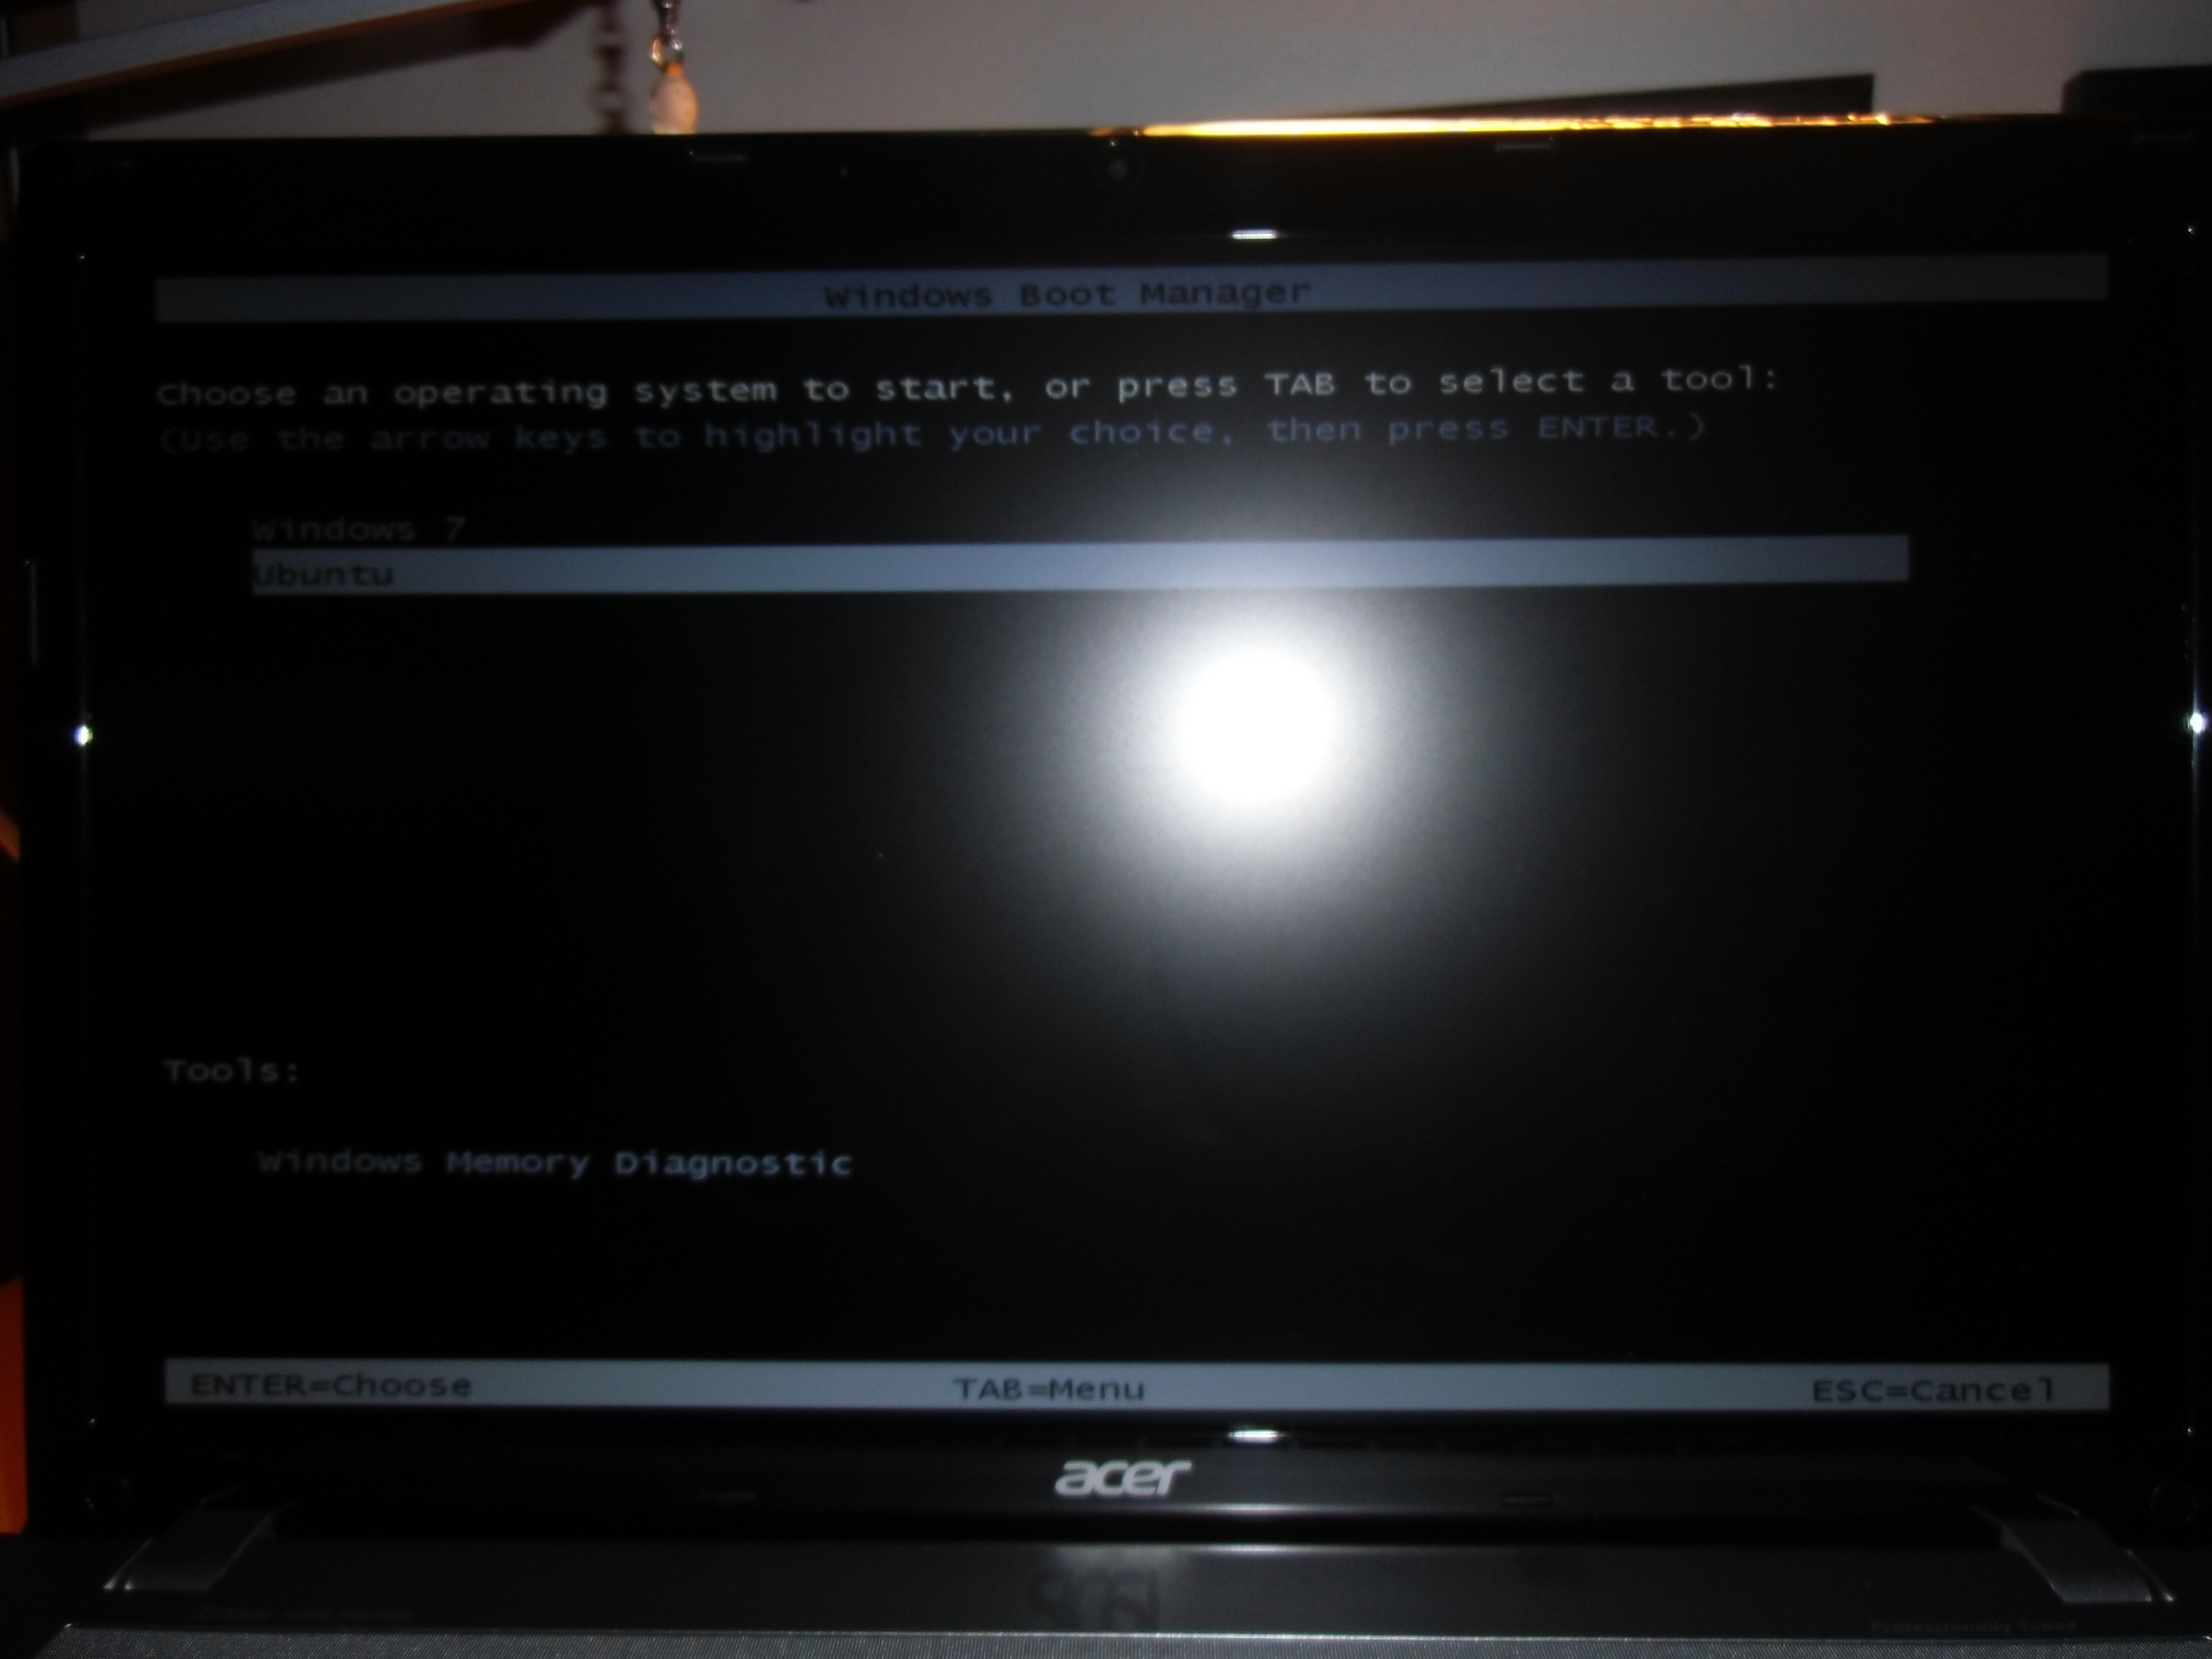 Windows Boot Manager
Choose an operating system to start, or press TAB to select a tool:
(Use the arrow keys to highlight your choice, then press ENTER.)
Windows 7
Ubuntu
Tools:
Windows Memory Diagnostic
ENTER=Choose TAB=Menu ESC=Cancel
acer
Professionally Tuned